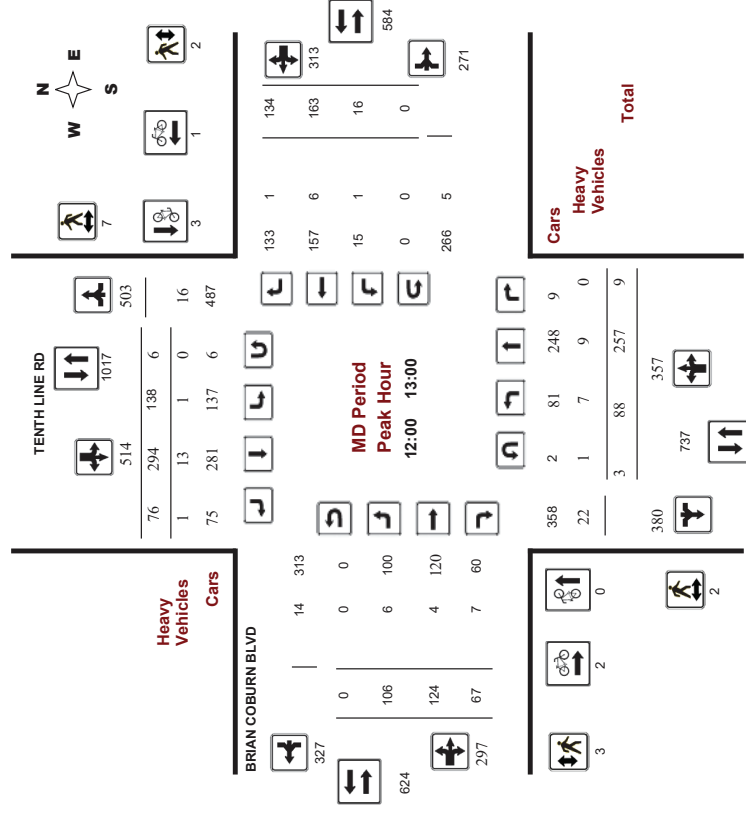 N
W E
S
2
1
3
7
TENTH LINE RD
1017
514
503
76 294 138 6
1 13 1 0 16
75 281 137 6 487
Heavy
Vehicles
Cars
584
313
271
133 1 134
157 6 163
15 1 16
0 0 0
266 5
MD Period
Peak Hour
12:00 13:00
BRIAN COBURN BLVD
14 313
0 0 0
106 6 100
124 4 120
67 7 60
327
624
297
Cars
Heavy
Vehicles
Total
358 2 81 248 9
22 1 7 9 0
3 88 257 9
380
737
357
0
2
3
2